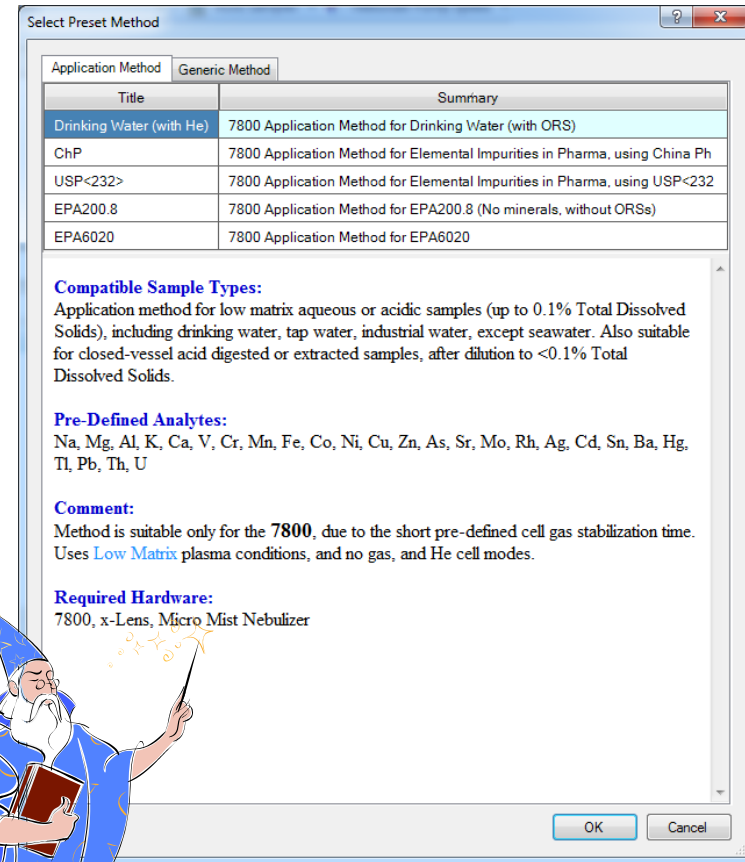 Select Preset Method
Application Method Generic Method
Title Summary
Drinking Water (with He) 7800 Application Method for Drinking Water (with ORS)
ChP 7800 Application Method for Elemental Impurities in Pharma, using China Ph
USP<232> 7800 Application Method for Elemental Impurities in Pharma, using USP<232
EPA200.8 7800 Application Method for EPA200.8 (No minerals, without ORSs)
EPA6020 7800 Application Method for EPA6020
Compatible Sample Types:
Application method for low matrix aqueous or acidic samples (up to 0.1% Total Dissolved
Solids), including drinking water, tap water, industrial water, except seawater. Also suitable
for closed-vessel acid digested or extracted samples, after dilution to <0.1% Total
Dissolved Solids.
Pre-Defined Analytes:
Na, Mg, Al, K, Ca, V, Cr, Mn, Fe, Co, Ni, Cu, Zn, As, Sr, Mo, Rh, Ag, Cd, Sn, Ba, Hg,
Tl, Pb, Th, U
Comment:
Method is suitable only for the 7800, due to the short pre-defined cell gas stabilization time.
Uses Low Matrix plasma conditions, and no gas, and He cell modes.
Required Hardware:
7800, x-Lens, Micro Mist Nebulizer
OK Cancel